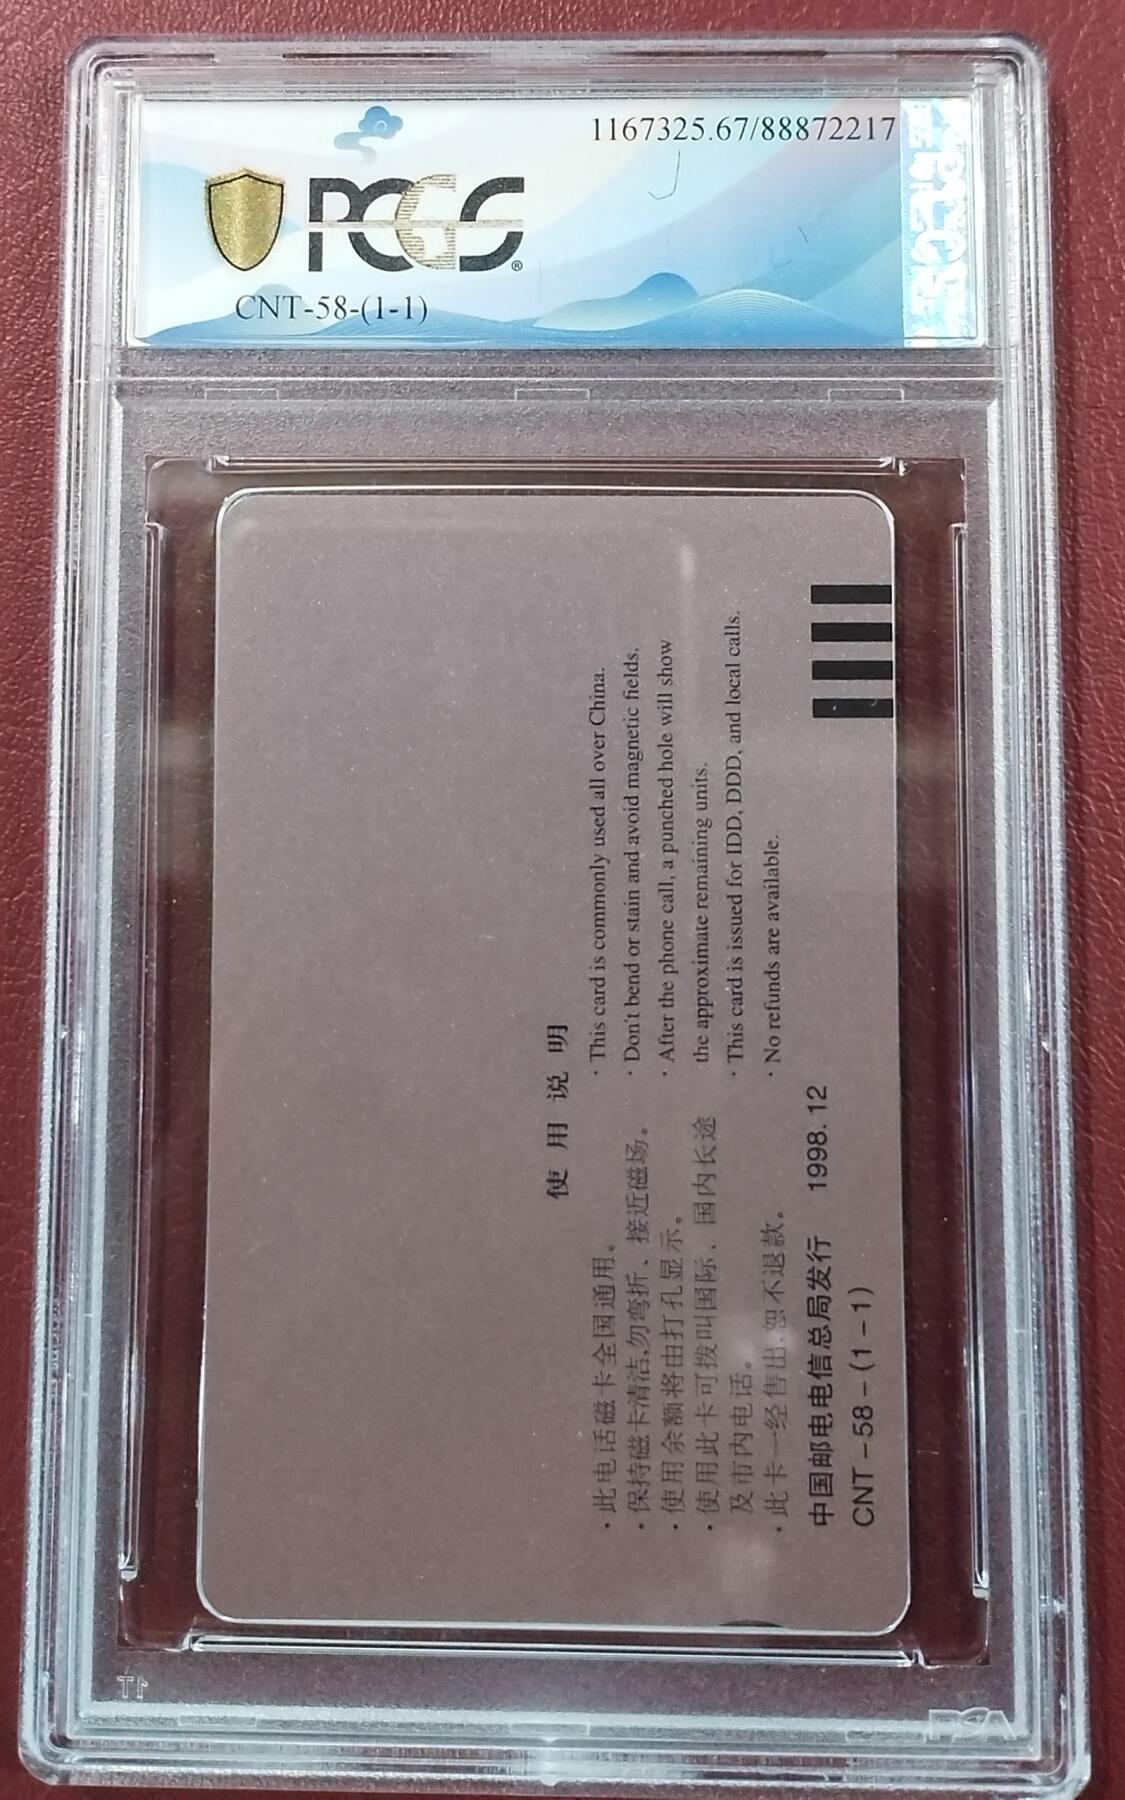 1167325.67/88872217
PCGS®
CNT-58-(1-1)
使用说明
·此电话磁卡全国通用。
·保持磁卡清洁,勿弯折、接近磁场。
·使用余额将由打孔显示。
·使用此卡可拨叫国际、国内长途
及市内电话。
·此卡一经售出,恕不退款。
·This card is commonly used all over China.
·Don't bend or stain and avoid magnetic fields.
·After the phone call, a punched hole will show
the approximate remaining units.
·This card is issued for IDD, DDD, and local calls.
·No refunds are available.
中国邮电电信总局发行 1998.12
CNT-58-(1-1)
PSA